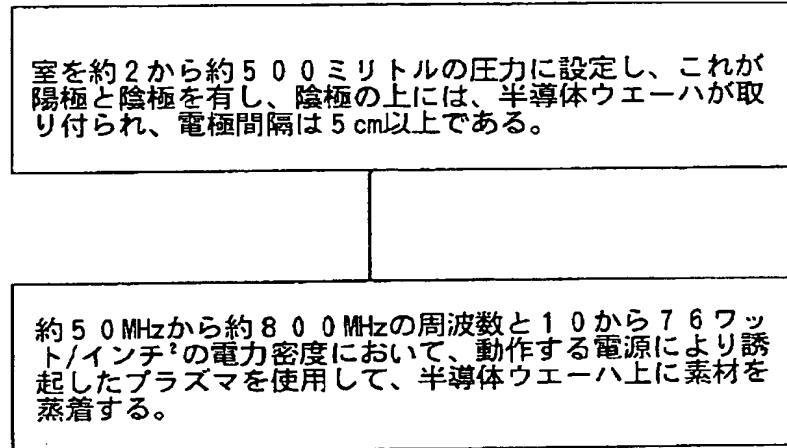 室を約2から約500ミリトルの圧力に設定し、これが
陽極と陰極を有し、陰極の上には、半導体ウエーハが取
り付られ、電極間隔は5cm以上である。
約50MHzから約800MHzの周波数と10から76ワッ
ト/インチ²の電力密度において、動作する電源により誘
起したプラズマを使用して、半導体ウエーハ上に素材を
蒸着する。